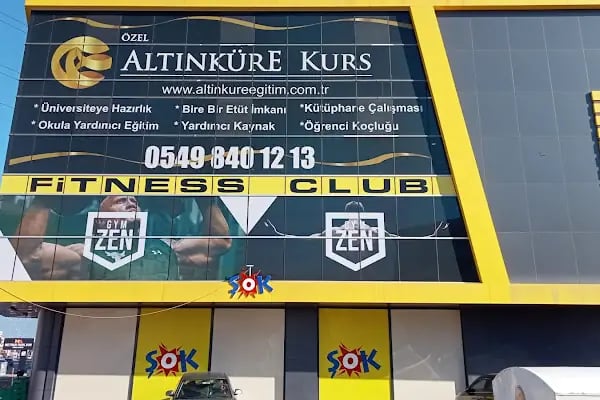 ÖZEL
ALTINKÜRE KURS
www.altinkureegitim.com.tr
* Üniversiteye Hazırlık * Bire Bir Etüt İmkanı * Kütüphane Çalışması
* Okula Yardımcı Eğitim * Yardımcı Kaynak * Öğrenci Koçluğu
0549 840 12 13
FiTNESS CLUB
GYM
ZEN
GYM
ZEN
ŞOK
ŞOK
ŞOK